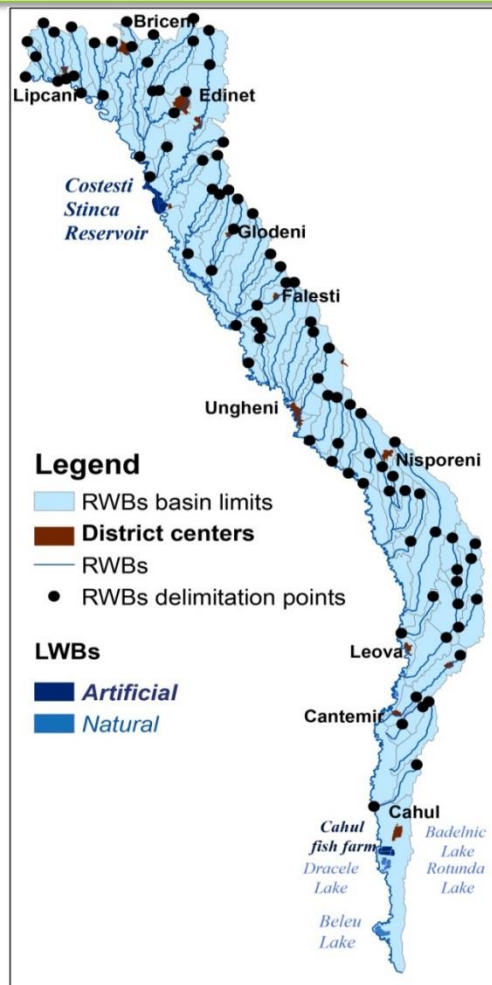 Briceni
Lipcani
Edinet
Costesti
Stinca
Reservoir
Glodeni
Falesti
Ungheni
Nisporeni
Legend
RWBs basin limits
District centers
RWBs
RWBs delimitation points
LWBs
Artificial
Natural
Leova
Cantemir
Cahul
Cahul
fish farm
Badelnic
Lake
Dracele
Lake
Rotunda
Lake
Beleu
Lake